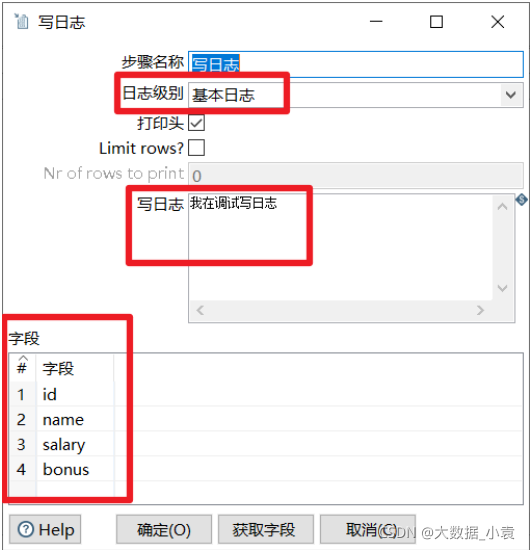 写日志
步骤名称 写日志
日志级别 基本日志
打印头
Limit rows?
Nr of rows to print 0
写日志 我在调试写日志
字段
# 字段
1 id
2 name
3 salary
4 bonus
Help 确定(O) 获取字段 取消(C)
CSDN @大数据_小袁